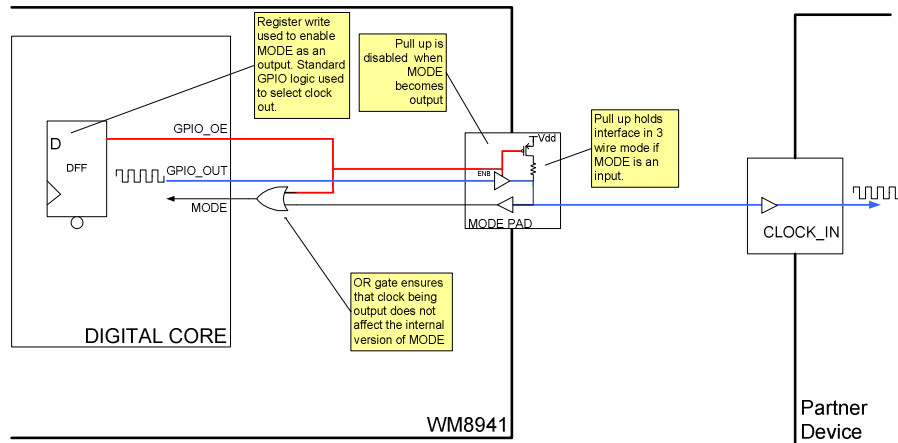 Register write
used to enable
MODE as an
output. Standard
GPIO logic used
to select clock
out.
Pull up is
disabled when
MODE
becomes
output
Pull up holds
interface in 3
wire mode if
MODE is an
input.
Vdd
GPIO_OE
D
DFF
GPIO_OUT
ENB
MODE
MODE PAD
CLOCK_IN
OR gate ensures
that clock being
output does not
affect the internal
version of MODE
DIGITAL CORE
WM8941
Partner
Device